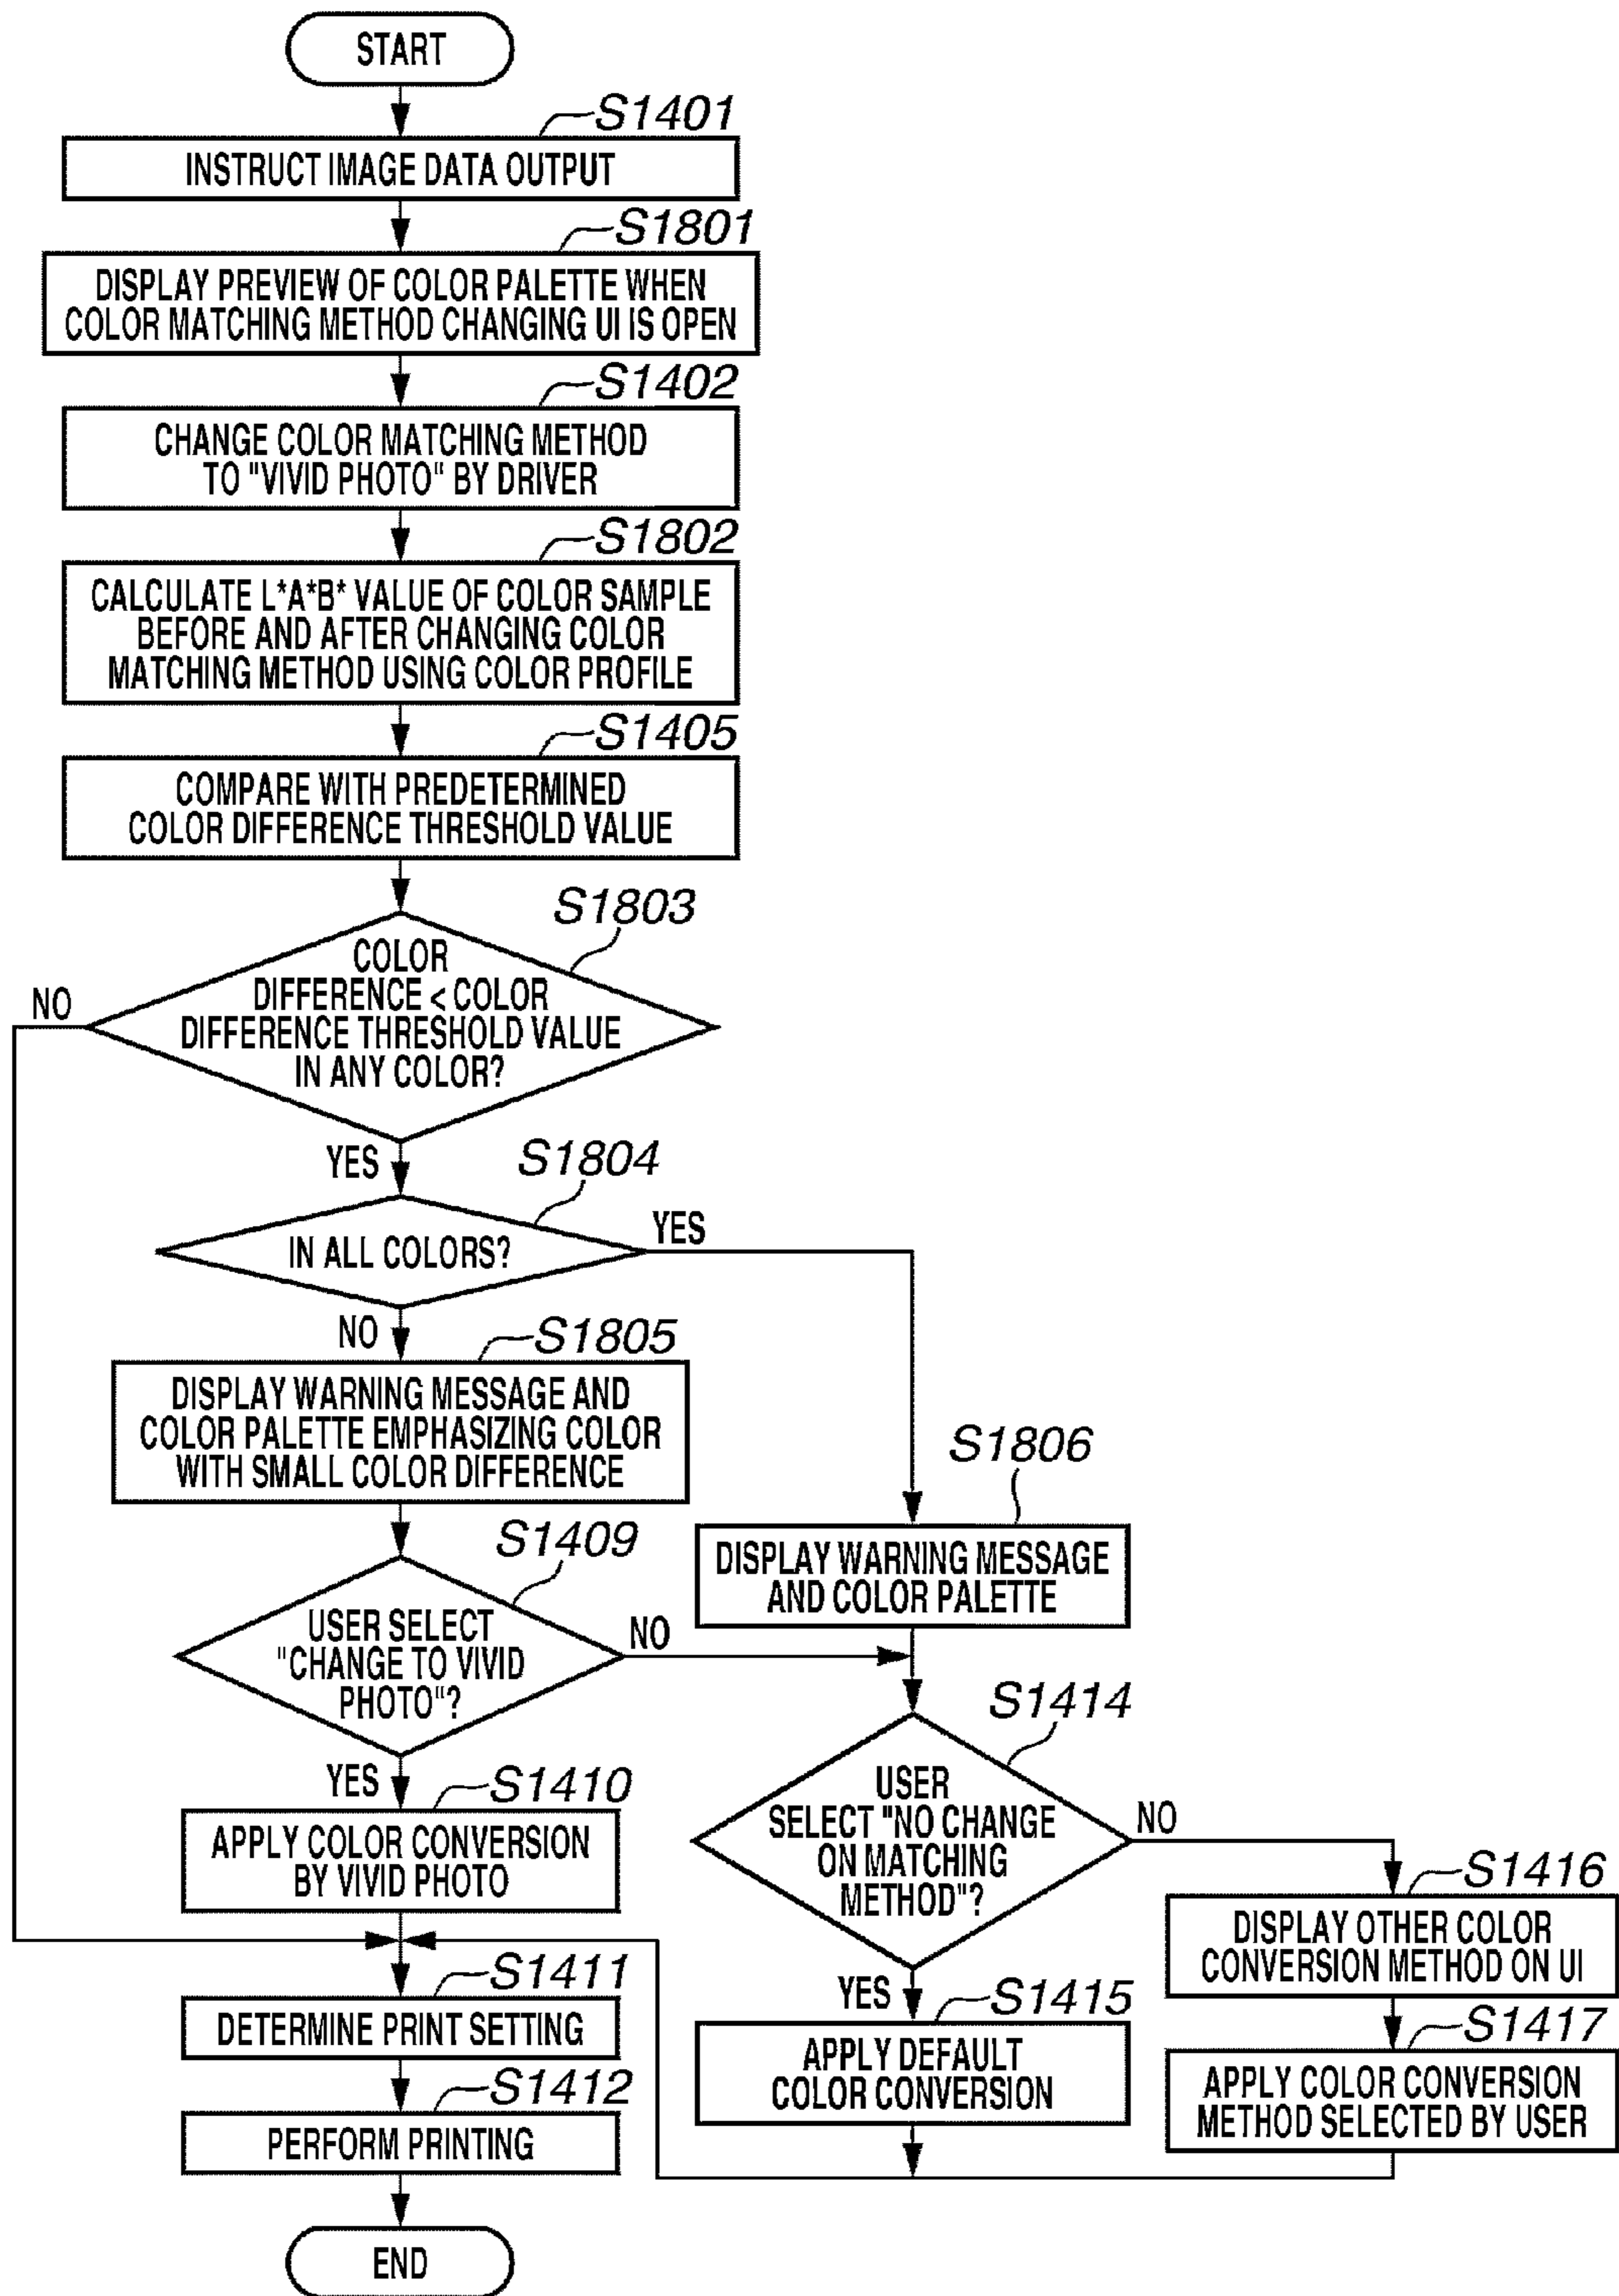 START
S1401
INSTRUCT IMAGE DATA OUTPUT
S1801
DISPLAY PREVIEW OF COLOR PALETTE WHEN
COLOR MATCHING METHOD CHANGING UI IS OPEN
S1402
CHANGE COLOR MATCHING METHOD
TO "VIVID PHOTO" BY DRIVER
S1802
CALCULATE L*A*B* VALUE OF COLOR SAMPLE
BEFORE AND AFTER CHANGING COLOR
MATCHING METHOD USING COLOR PROFILE
S1405
COMPARE WITH PREDETERMINED
COLOR DIFFERENCE THRESHOLD VALUE
S1803
COLOR
DIFFERENCE < COLOR
DIFFERENCE THRESHOLD VALUE
IN ANY COLOR?
NO
YES
S1804
IN ALL COLORS?
YES
NO
S1805
DISPLAY WARNING MESSAGE AND
COLOR PALETTE EMPHASIZING COLOR
WITH SMALL COLOR DIFFERENCE
S1806
DISPLAY WARNING MESSAGE
AND COLOR PALETTE
S1409
USER SELECT
"CHANGE TO VIVID
PHOTO"?
NO
YES
S1410
APPLY COLOR CONVERSION
BY VIVID PHOTO
S1414
USER
SELECT "NO CHANGE
ON MATCHING
METHOD"?
NO
YES
S1416
DISPLAY OTHER COLOR
CONVERSION METHOD ON UI
S1411
DETERMINE PRINT SETTING
S1415
APPLY DEFAULT
COLOR CONVERSION
S1417
APPLY COLOR CONVERSION
METHOD SELECTED BY USER
S1412
PERFORM PRINTING
END